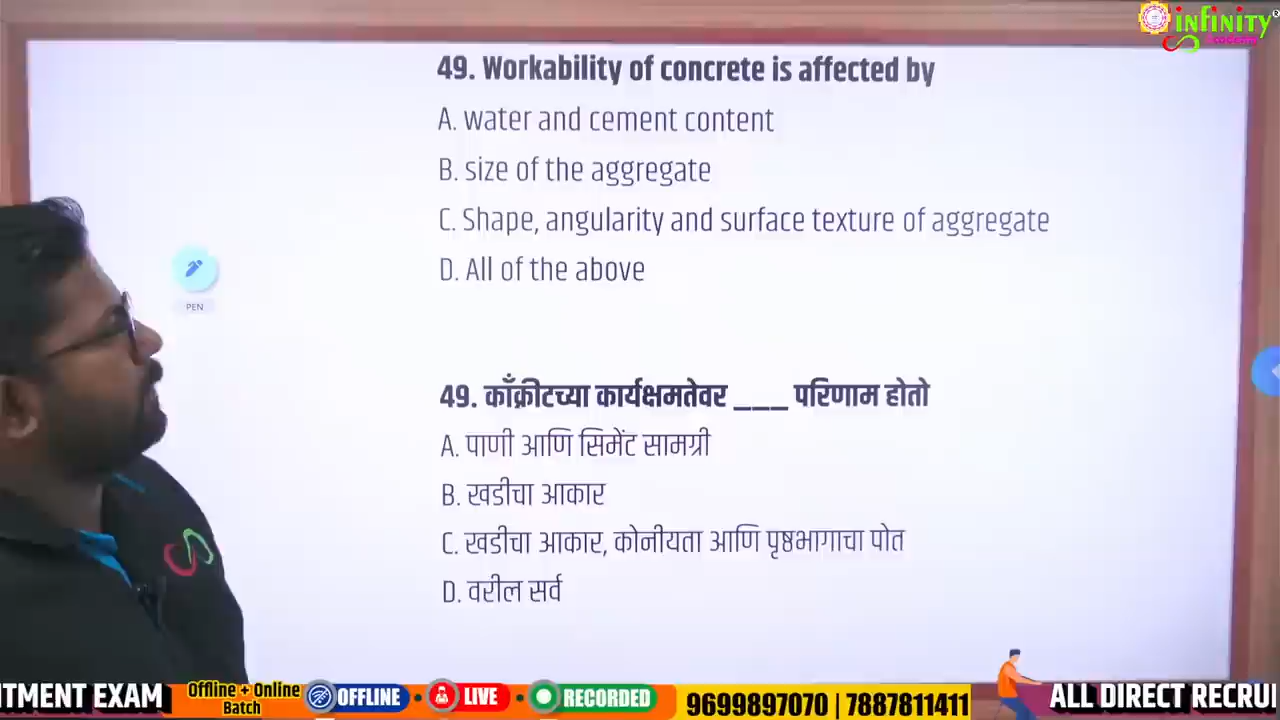 infinity
49. Workability of concrete is affected by
A. water and cement content
B. size of the aggregate
C. Shape, angularity and surface texture of aggregate
D. All of the above
PEN
49. काँक्रीटच्या कार्यक्षमतेवर ___ परिणाम होतो
A. पाणी आणि सिमेंट सामग्री
B. खडीचा आकार
C. खडीचा आकार, कोनीयता आणि पृष्ठभागाचा पोत
D. वरील सर्व
ITMENT EXAM Offline + Online Batch OFFLINE • LIVE • RECORDED 9699897070 | 7887811411 ALL DIRECT RECRUI